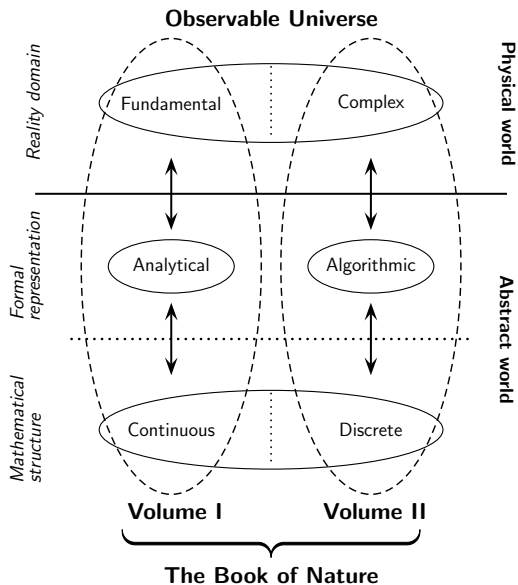 Observable Universe
Reality domain
Fundamental
Complex
Physical world
Formal
representation
Analytical
Algorithmic
Abstract world
Mathematical
structure
Continuous
Discrete
Volume I
Volume II
The Book of Nature